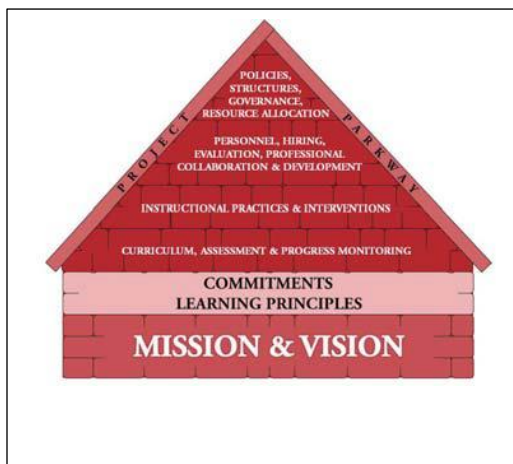 POLICIES,
STRUCTURES,
GOVERNANCE,
RESOURCE ALLOCATION
PROJECT
PARKWAY
PERSONNEL, HIRING,
EVALUATION, PROFESSIONAL
COLLABORATION & DEVELOPMENT
INSTRUCTIONAL PRACTICES & INTERVENTIONS
CURRICULUM, ASSESSMENT & PROGRESS MONITORING
COMMITMENTS
LEARNING PRINCIPLES
MISSION & VISION